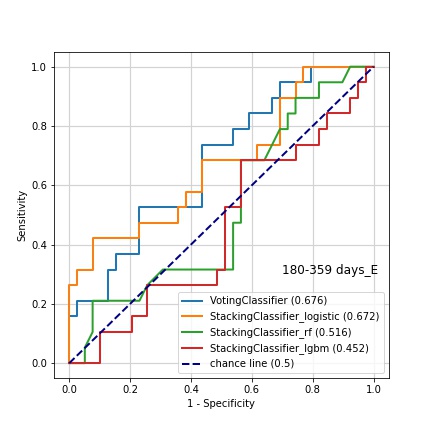 1.0
0.8
0.6
0.4
0.2
0.0
Sensitivity
180-359 days_E
VotingClassifier (0.676)
StackingClassifier_logistic (0.672)
StackingClassifier_rf (0.516)
StackingClassifier_lgbm (0.452)
chance line (0.5)
0.0 0.2 0.4 0.6 0.8 1.0
1 - Specificity